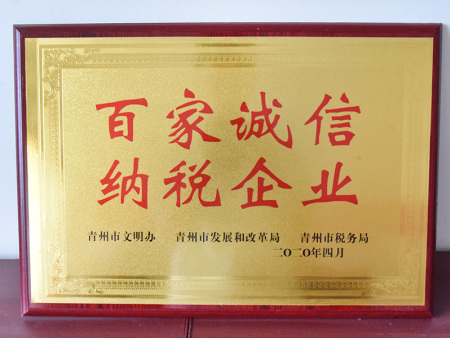 百家诚信
纳税企业
青州市文明办 青州市发展和改革局 青州市税务局
二〇二〇年四月